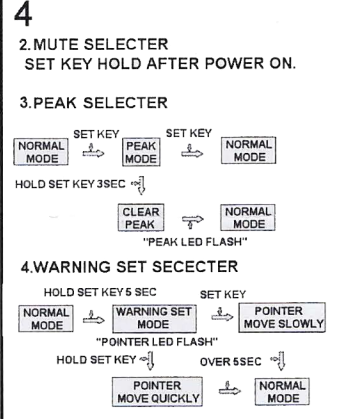 4
2.MUTE SELECTER
SET KEY HOLD AFTER POWER ON.
3.PEAK SELECTER
SET KEY SET KEY
NORMAL MODE PEAK MODE NORMAL MODE
HOLD SET KEY 3SEC
CLEAR PEAK NORMAL MODE
"PEAK LED FLASH"
4.WARNING SET SECECTER
HOLD SET KEY 5 SEC SET KEY
NORMAL MODE WARNING SET MODE POINTER MOVE SLOWLY
"POINTER LED FLASH"
HOLD SET KEY OVER 5SEC
POINTER MOVE QUICKLY NORMAL MODE